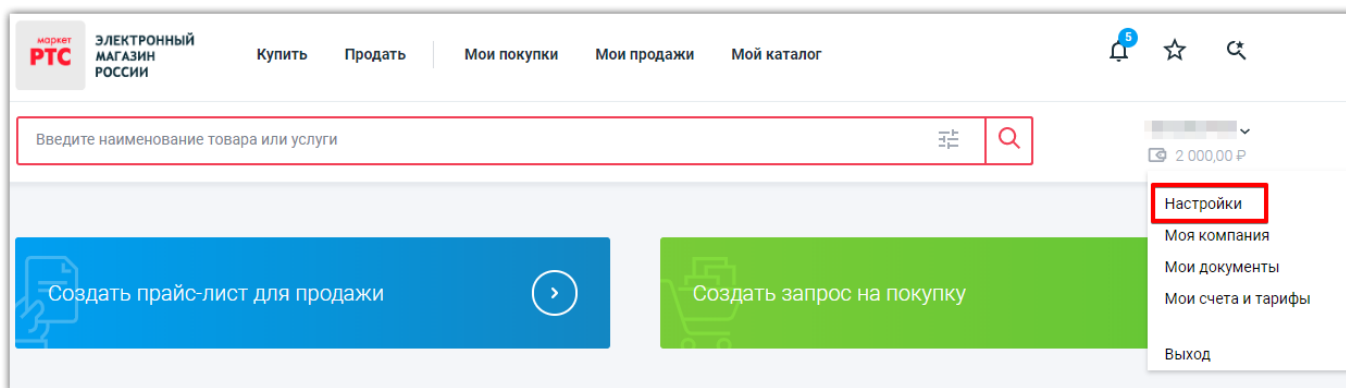 маркет
РТС
ЭЛЕКТРОННЫЙ
МАГАЗИН
РОССИИ
Купить Продать Мои покупки Мои продажи Мой каталог
5
Введите наименование товара или услуги
2 000,00 ₽
Настройки
Моя компания
Мои документы
Мои счета и тарифы
Выход
Создать прайс-лист для продажи
Создать запрос на покупку